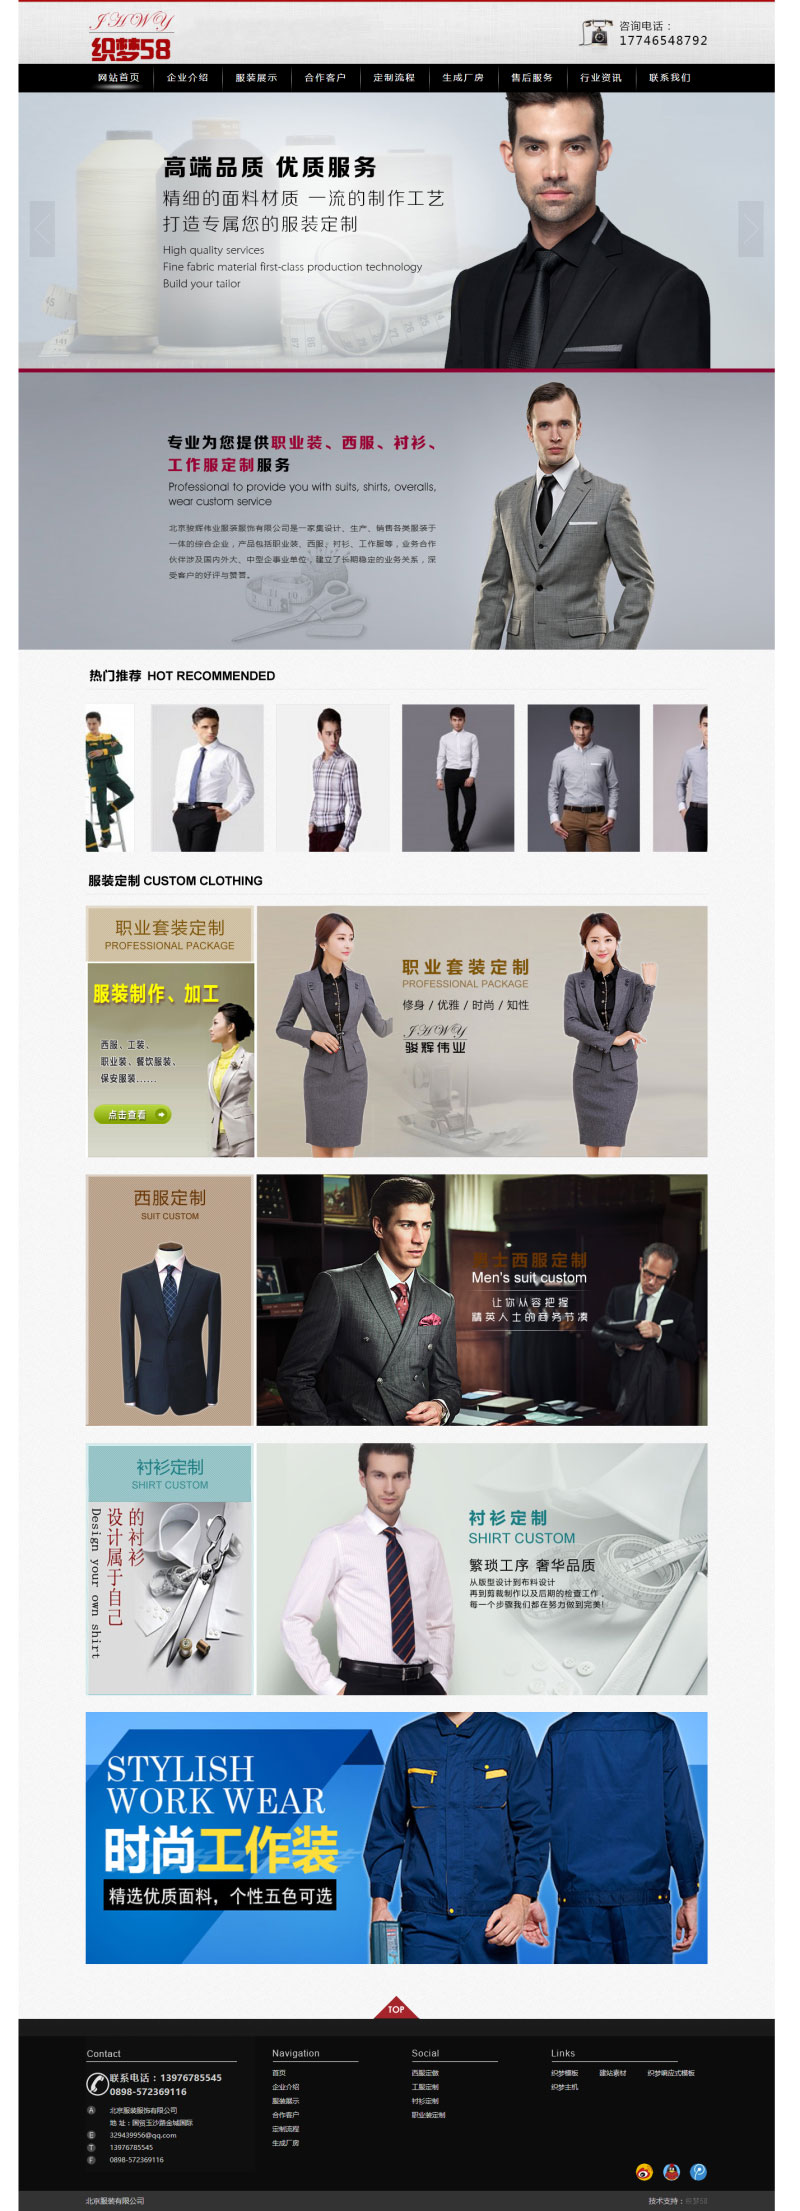 JHWY
织梦58
咨询电话：
17746548792
网站首页 企业介绍 服装展示 合作客户 定制流程 生成厂房 售后服务 行业资讯 联系我们
高端品质 优质服务
精细的面料材质 一流的制作工艺
打造专属您的服装定制
High quality services
Fine fabric material first-class production technology
Build your tailor
专业为您提供职业装、西服、衬衫、
工作服定制服务
Professional to provide you with suits, shirts, overalls,
wear custom service
北京骏辉伟业服装服饰有限公司是一家集设计、生产、销售各类服装于
一体的综合企业，产品包括职业装、西服、衬衫、工作服等，业务合作
伙伴涉及国内外大、中型企事业单位，建立了长期稳定的业务关系，深
受客户的好评与赞誉。
热门推荐 HOT RECOMMENDED
服装定制 CUSTOM CLOTHING
职业套装定制
PROFESSIONAL PACKAGE
服装制作、加工
西服、工装、
职业装、餐饮服装、
保安服装......
点击查看
职业套装定制
PROFESSIONAL PACKAGE
修身 / 优雅 / 时尚 / 知性
JHWY
骏辉伟业
西服定制
SUIT CUSTOM
男士西服定制
Men's suit custom
让你从容把握
精英人士的商务节凑
衬衫定制
SHIRT CUSTOM
的衬衫
设计属于自己
Design your own shirt
衬衫定制
SHIRT CUSTOM
繁琐工序 奢华品质
从版型设计到布料设计
再到剪裁制作以及后期的检查工作，
每一个步骤我们都在努力做到完美!
STYLISH
WORK WEAR
时尚工作装
精选优质面料，个性五色可选
TOP
Contact
联系电话：13976785545
0898-572369116
A 北京服装服饰有限公司
地 址：国贸玉沙路金城国际
E 329439956@qq.com
T 13976785545
F 0898-572369116
Navigation
首页
企业介绍
服装展示
合作客户
定制流程
生成厂房
Social
西服定做
工服定制
衬衫定制
职业装定制
Links
织梦模板 建站素材 织梦响应式模板
织梦主机
北京服装有限公司
技术支持：织梦58